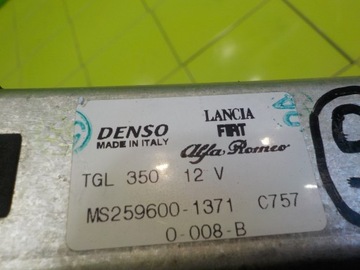 DENSO
MADE IN ITALY
LANCIA
FIAT
Alfa Romeo
TGL 350 12 V
MS259600-1371 C757
0-008-B